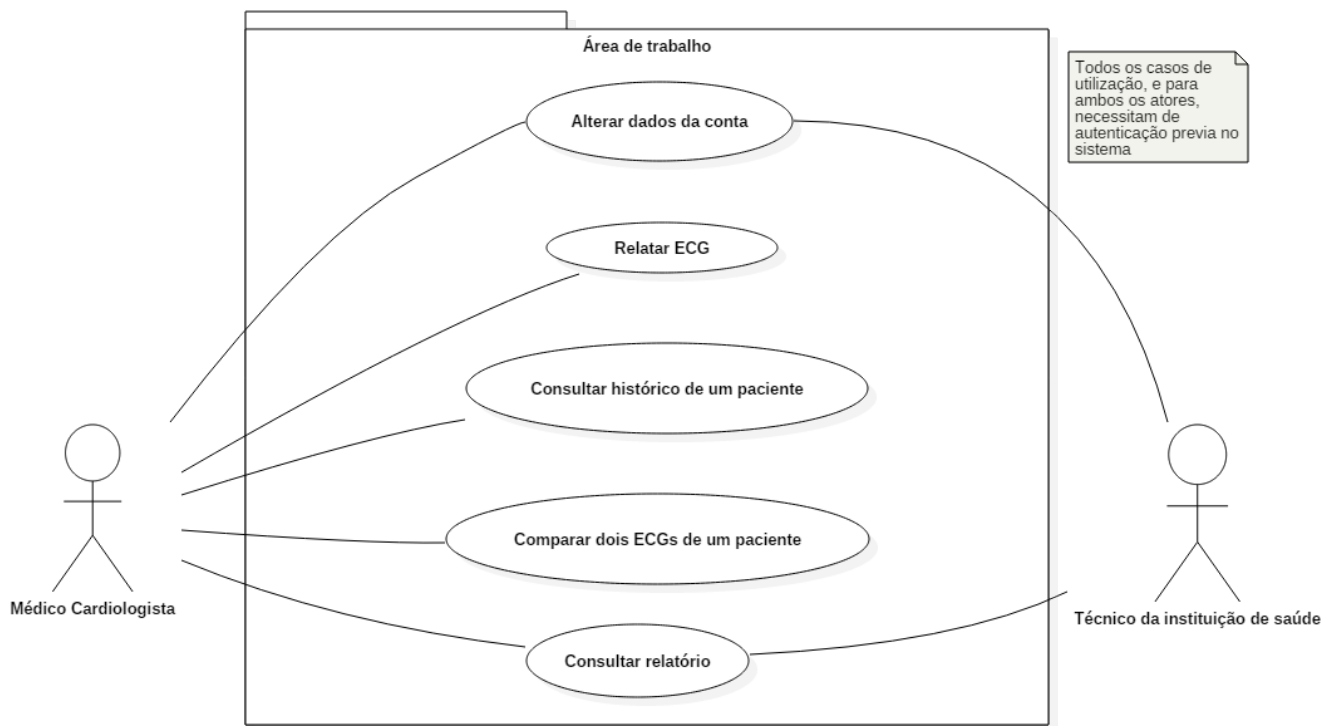 Área de trabalho
Todos os casos de
utilização, e para
ambos os atores,
necessitam de
autenticação previa no
sistema
Alterar dados da conta
Relatar ECG
Consultar histórico de um paciente
Comparar dois ECGs de um paciente
Médico Cardiologista
Técnico da instituição de saúde
Consultar relatório